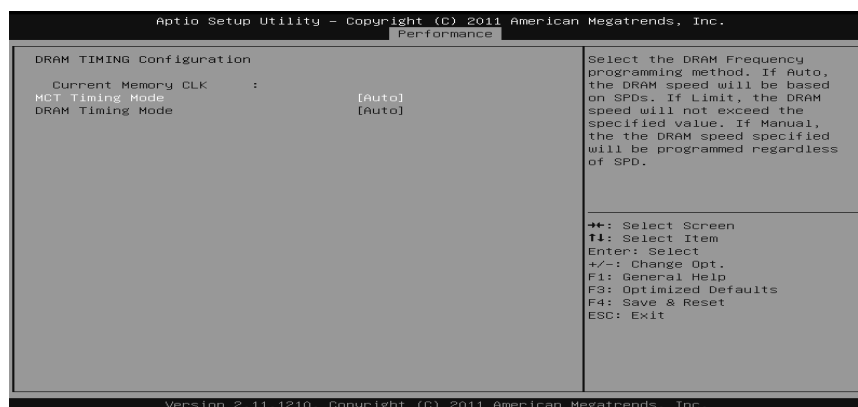 Aptio Setup Utility – Copyright (C) 2011 American Megatrends, Inc.
Performance
DRAM TIMING Configuration
Current Memory CLK :
MCT Timing Mode [Auto]
DRAM Timing Mode [Auto]
Select the DRAM Frequency
programming method. If Auto,
the DRAM speed will be based
on SPDs. If Limit, the DRAM
speed will not exceed the
specified value. If Manual,
the the DRAM speed specified
will be programmed regardless
of SPD.
→←: Select Screen
↑↓: Select Item
Enter: Select
+/-: Change Opt.
F1: General Help
F3: Optimized Defaults
F4: Save & Reset
ESC: Exit
Version 2.11.1210. Copyright (C) 2011 American Megatrends, Inc.